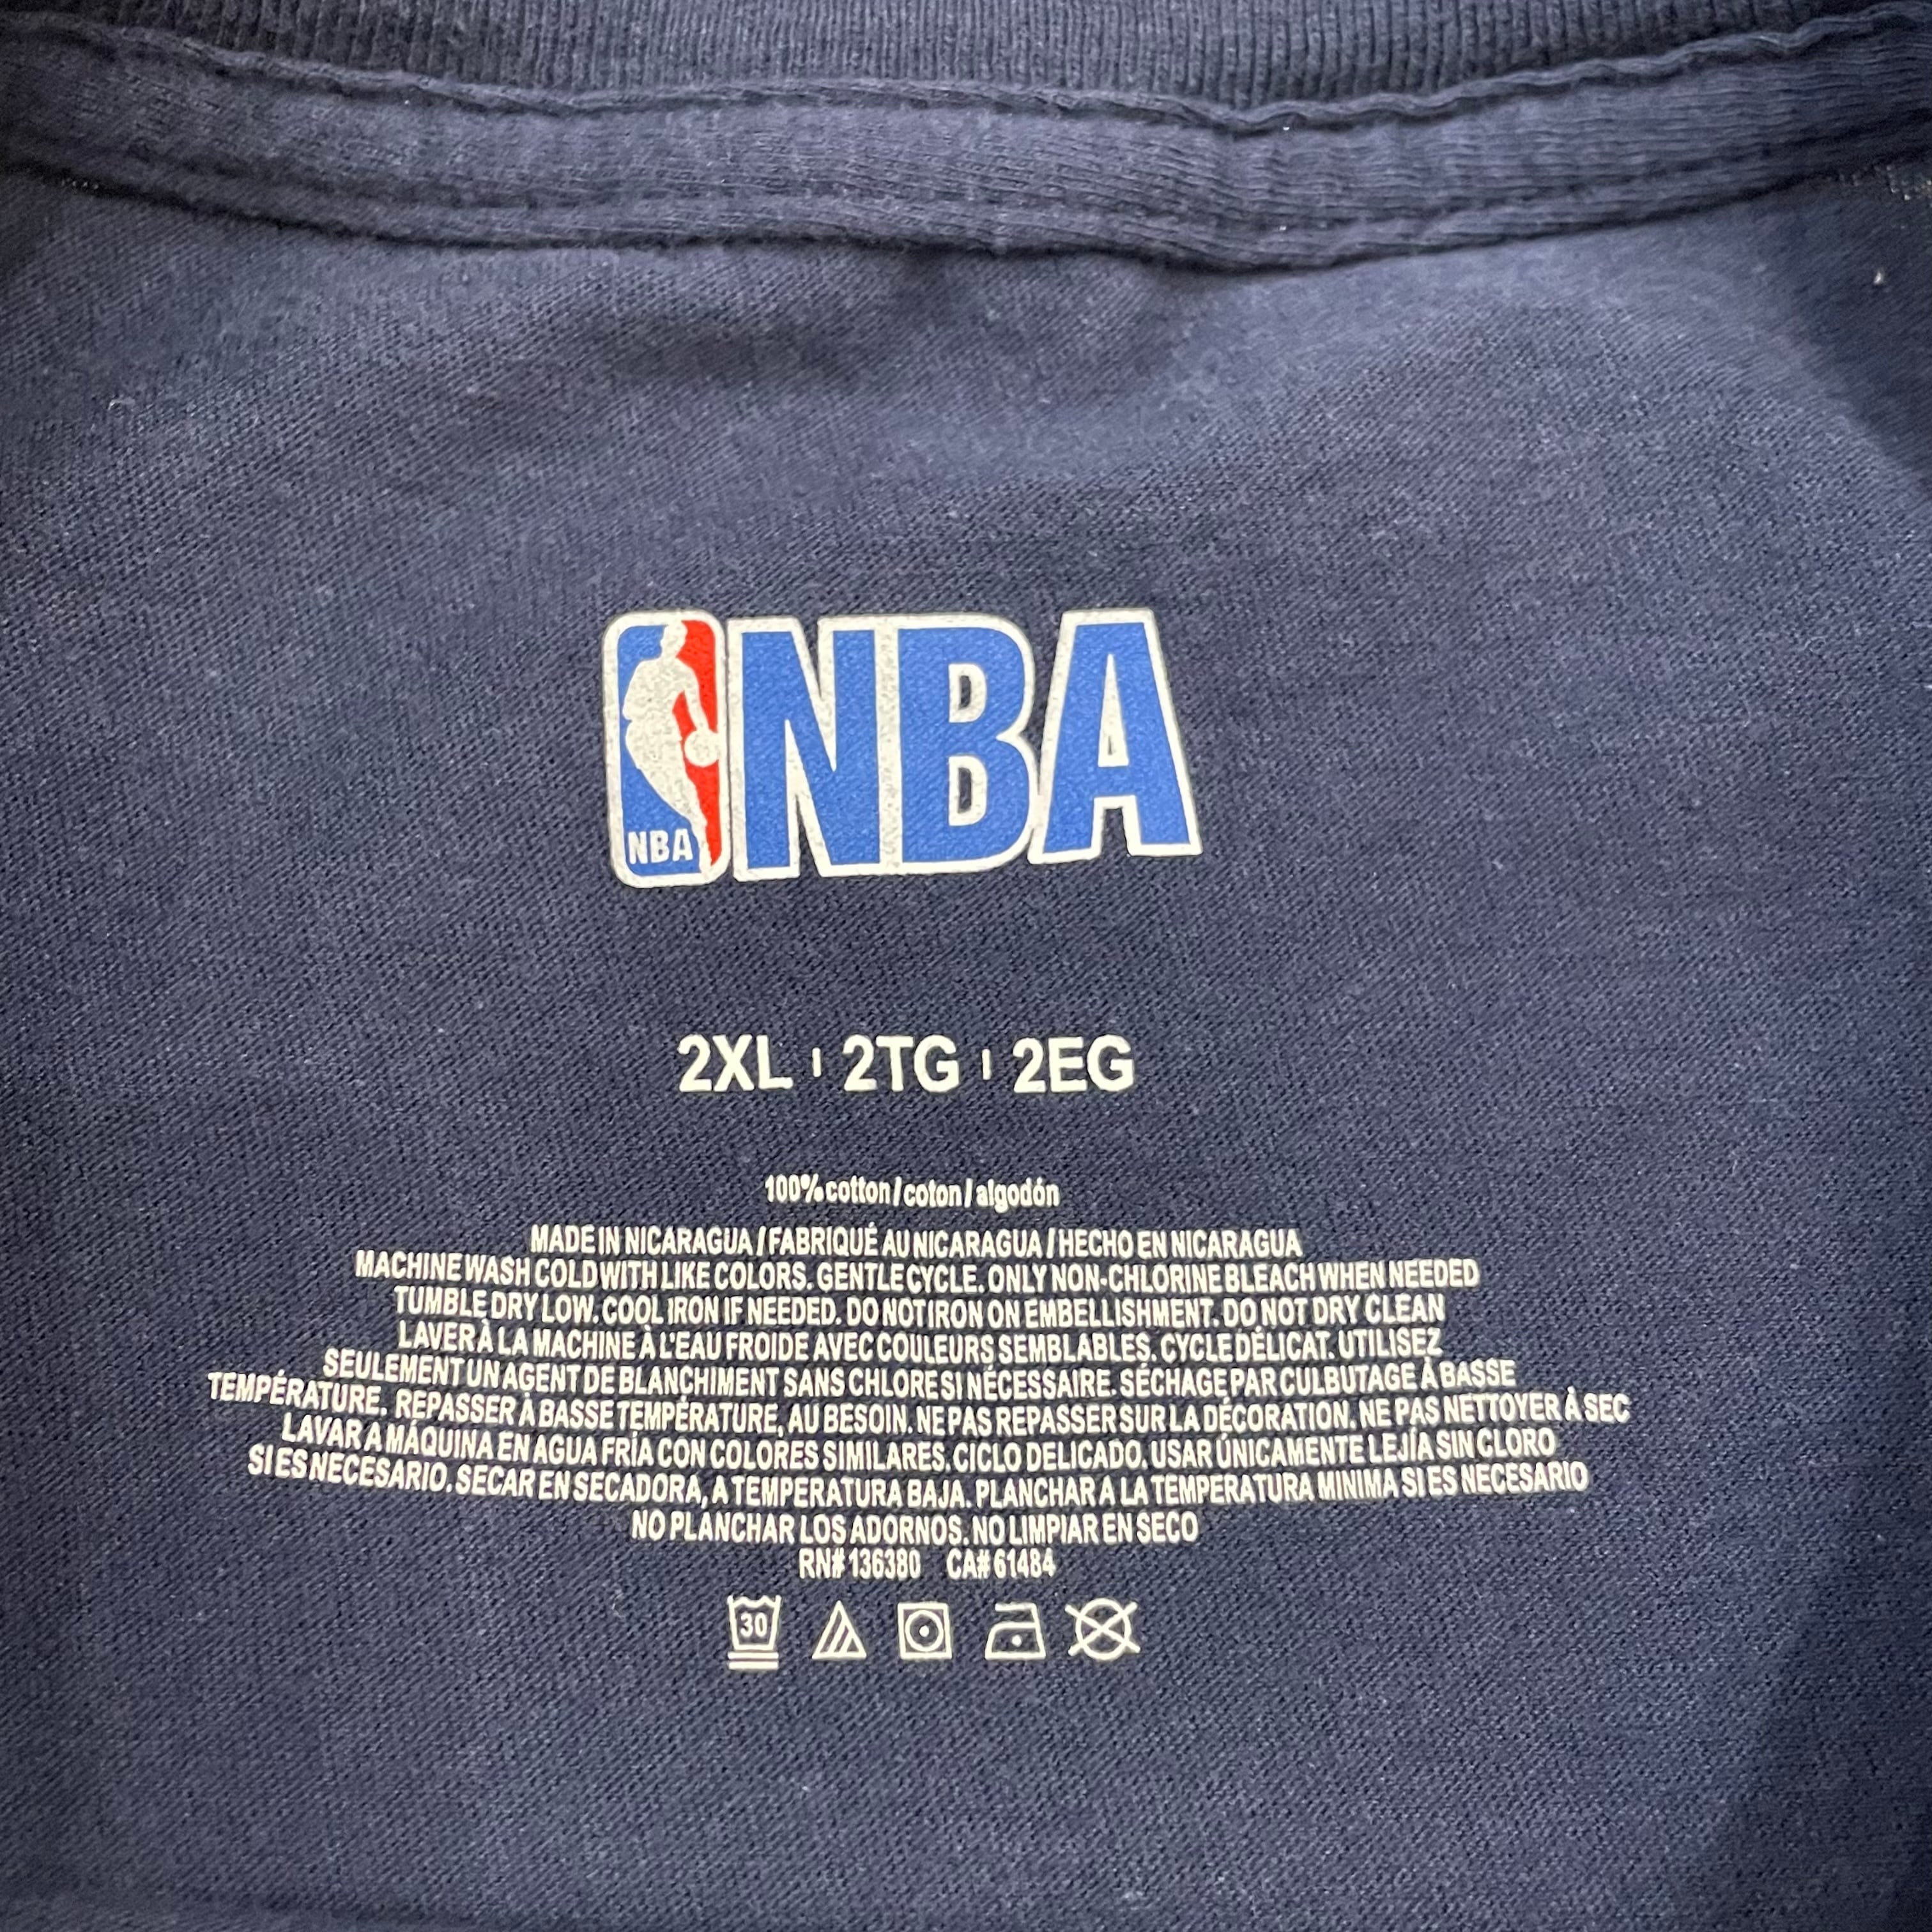 NBA
NBA
2XL | 2TG | 2EG
100% cotton / coton / algodón
MADE IN NICARAGUA / FABRIQUÉ AU NICARAGUA / HECHO EN NICARAGUA
MACHINE WASH COLD WITH LIKE COLORS. GENTLE CYCLE. ONLY NON-CHLORINE BLEACH WHEN NEEDED
TUMBLE DRY LOW. COOL IRON IF NEEDED. DO NOT IRON ON EMBELLISHMENT. DO NOT DRY CLEAN
LAVER À LA MACHINE À L'EAU FROIDE AVEC COULEURS SEMBLABLES. CYCLE DÉLICAT. UTILISEZ
SEULEMENT UN AGENT DE BLANCHIMENT SANS CHLORE SI NÉCESSAIRE. SÉCHAGE PAR CULBUTAGE À BASSE
TEMPÉRATURE. REPASSER À BASSE TEMPÉRATURE, AU BESOIN. NE PAS REPASSER SUR LA DÉCORATION. NE PAS NETTOYER À SEC
LAVAR A MÁQUINA EN AGUA FRÍA CON COLORES SIMILARES. CICLO DELICADO. USAR ÚNICAMENTE LEJÍA SIN CLORO
SI ES NECESARIO. SECAR EN SECADORA, A TEMPERATURA BAJA. PLANCHAR A LA TEMPERATURA MINIMA SI ES NECESARIO
NO PLANCHAR LOS ADORNOS. NO LIMPIAR EN SECO
RN# 136380 CA# 61484
30